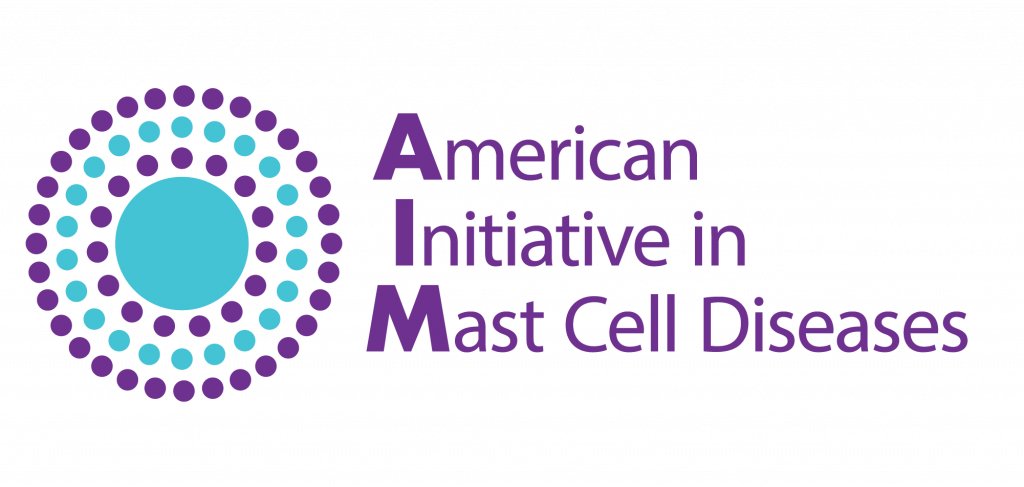 American
Initiative in
Mast Cell Diseases